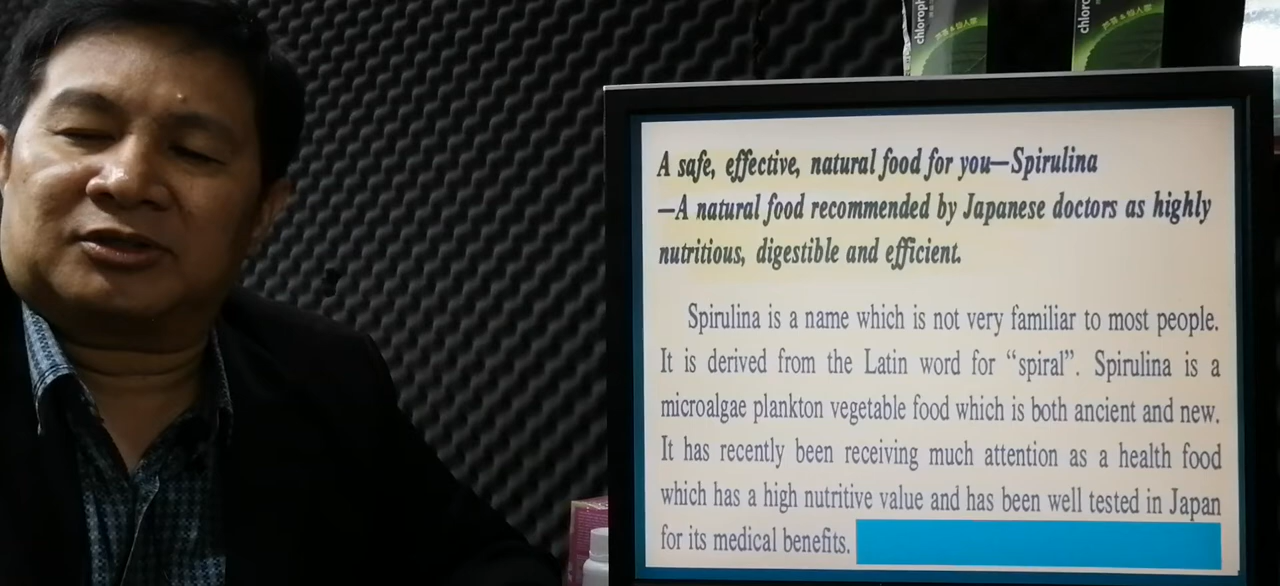 chlorop
chloro
A safe, effective, natural food for you—Spirulina
—A natural food recommended by Japanese doctors as highly
nutritious, digestible and efficient.
Spirulina is a name which is not very familiar to most people.
It is derived from the Latin word for “spiral”. Spirulina is a
microalgae plankton vegetable food which is both ancient and new.
It has recently been receiving much attention as a health food
which has a high nutritive value and has been well tested in Japan
for its medical benefits.